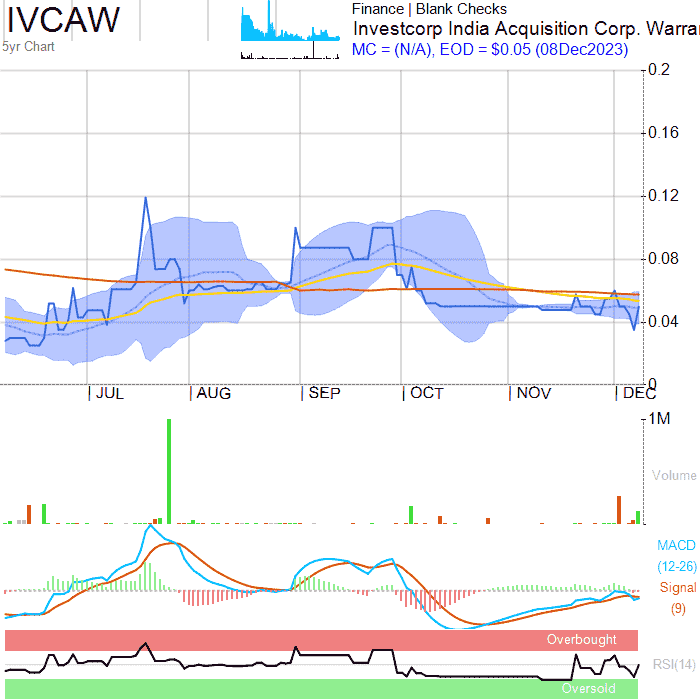 IVCAW
5yr Chart
Finance | Blank Checks
Investcorp India Acquisition Corp. Warra
MC = (N/A), EOD = $0.05 (08Dec2023)
0.2
0.16
0.12
0.08
0.04
0
JUL AUG SEP OCT NOV DEC
1M
Volume
MACD
(12-26)
Signal
(9)
Overbought
RSI(14)
Oversold